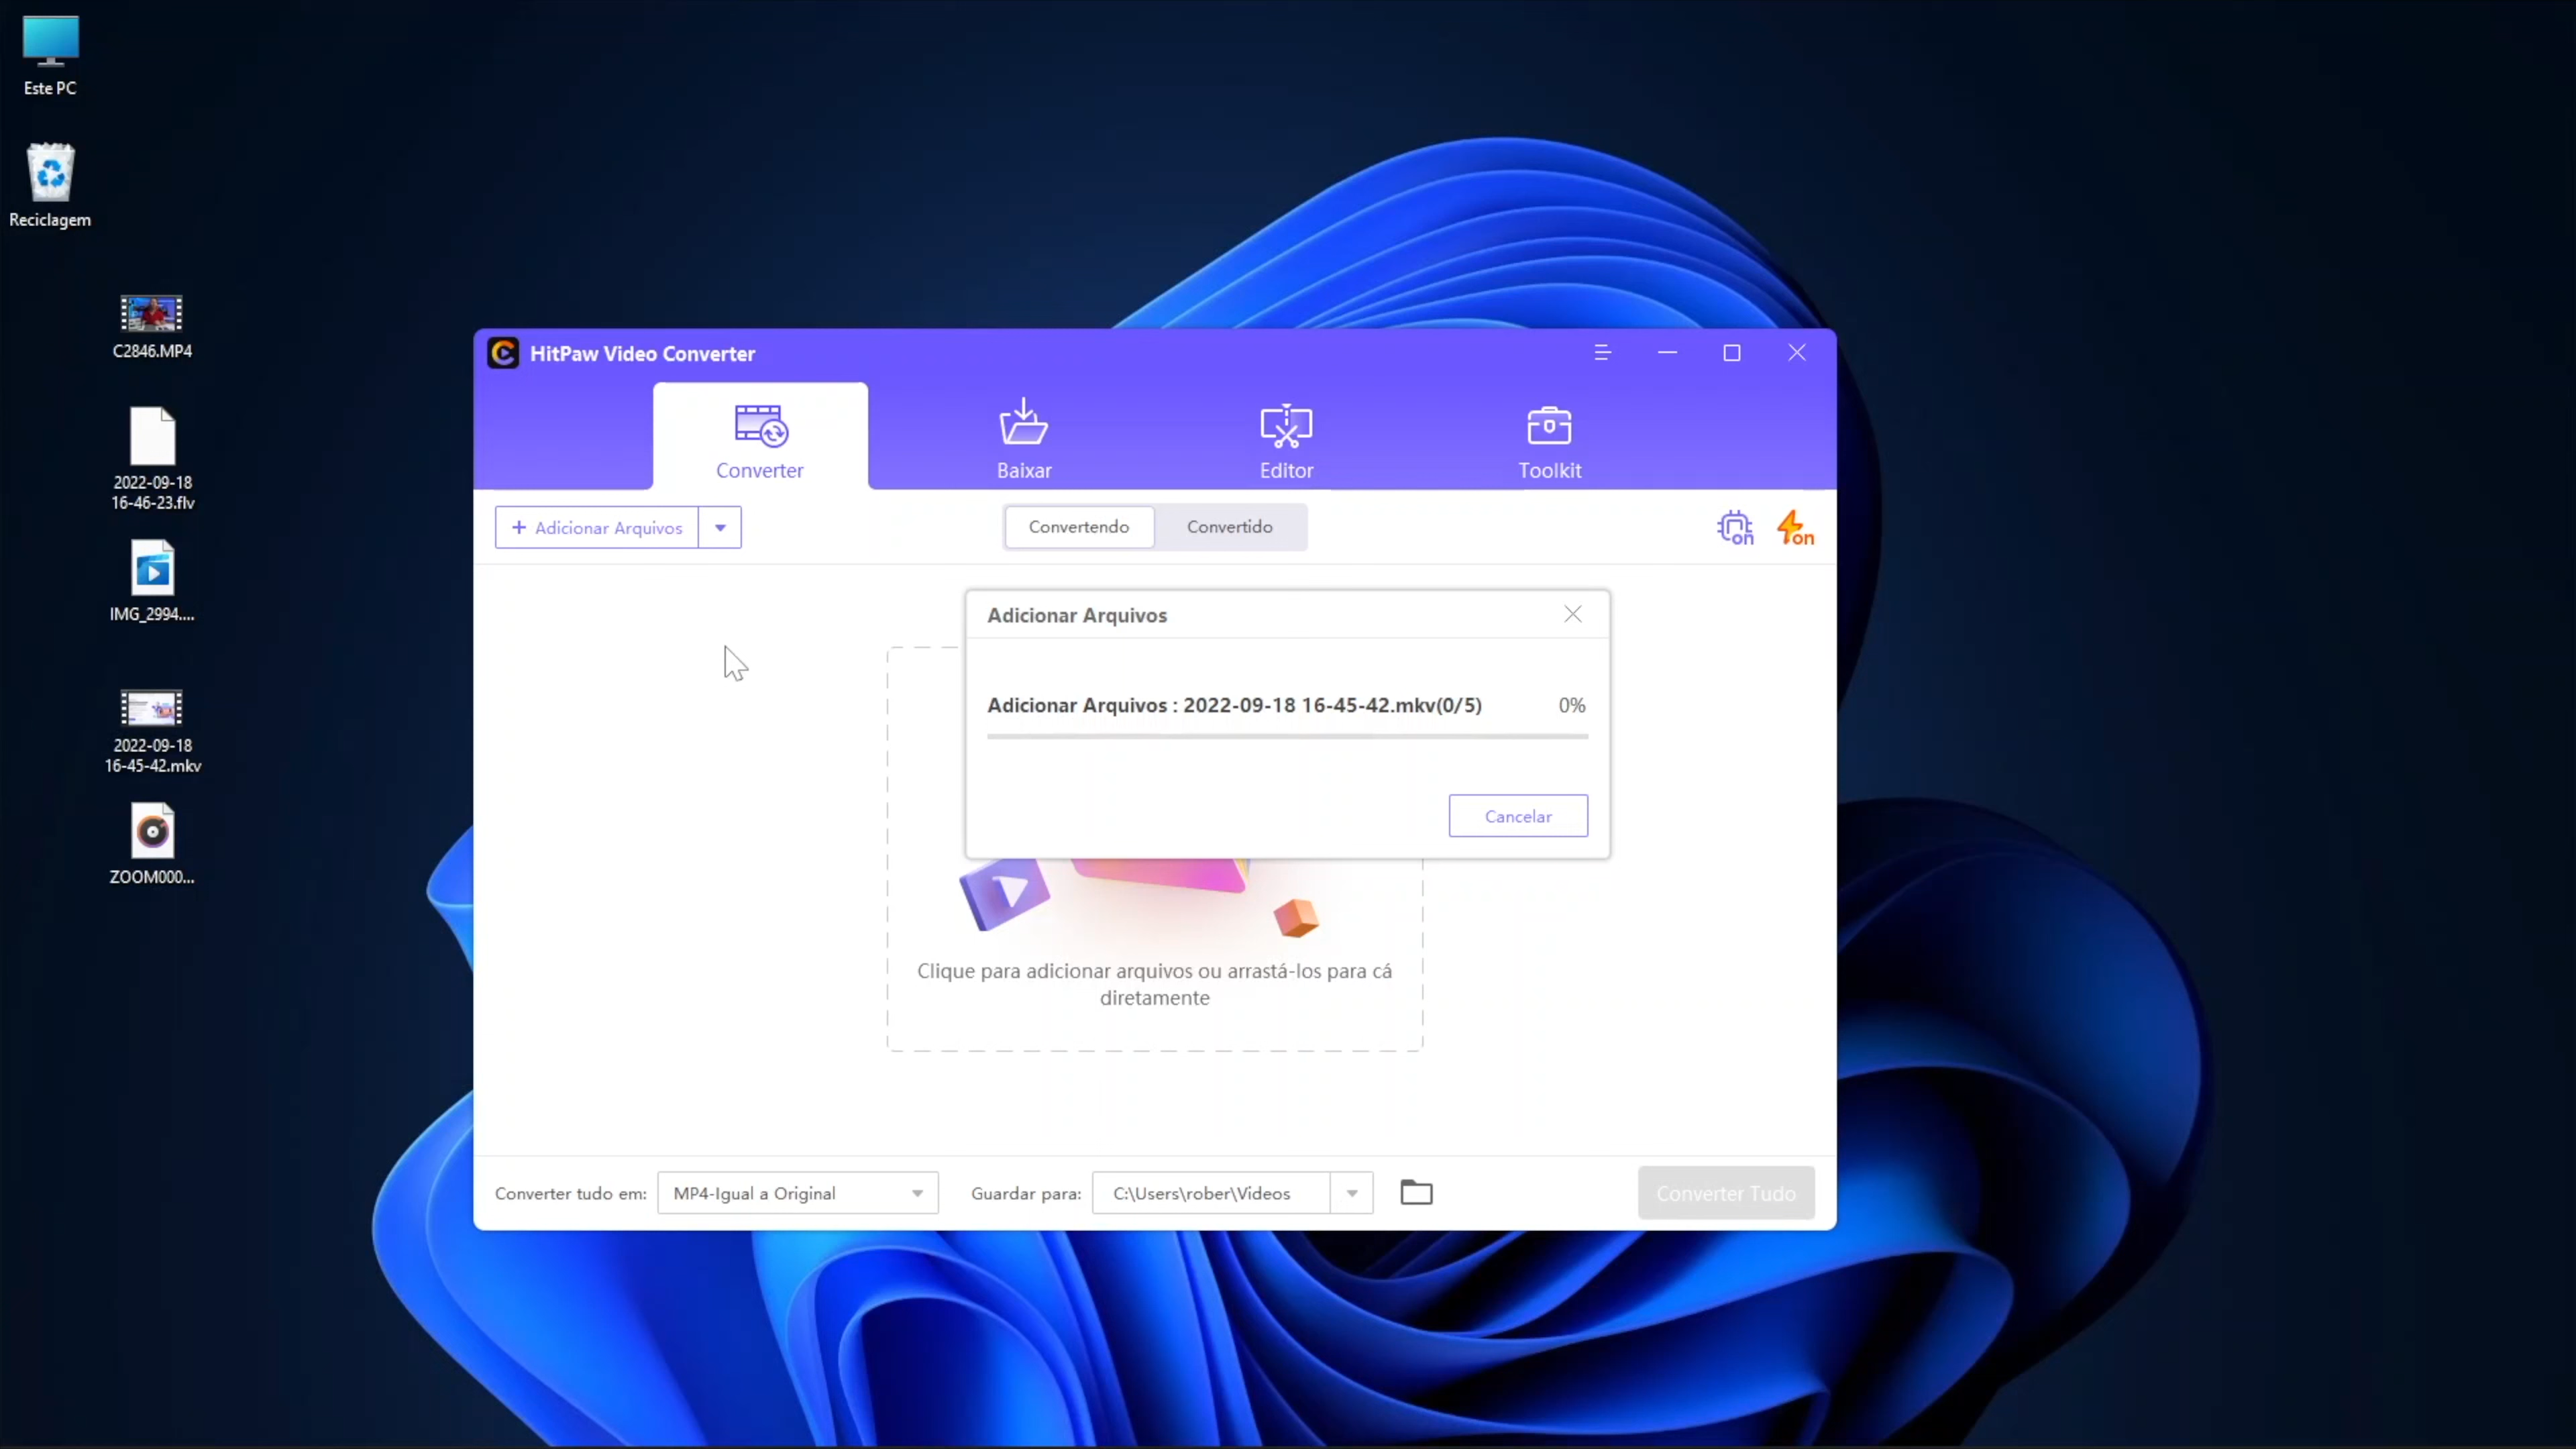 Este PC
Reciclagem
C2846.MP4
2022-09-18
16-46-23.flv
IMG_2994....
2022-09-18
16-45-42.mkv
ZOOM000...
HitPaw Video Converter
Converter
Baixar
Editor
Toolkit
+ Adicionar Arquivos
Convertendo
Convertido
on
on
Adicionar Arquivos
Adicionar Arquivos : 2022-09-18 16-45-42.mkv(0/5)
0%
Cancelar
Clique para adicionar arquivos ou arrastá-los para cá
diretamente
Converter tudo em:
MP4-Igual a Original
Guardar para:
C:\Users\rober\Videos
Converter Tudo